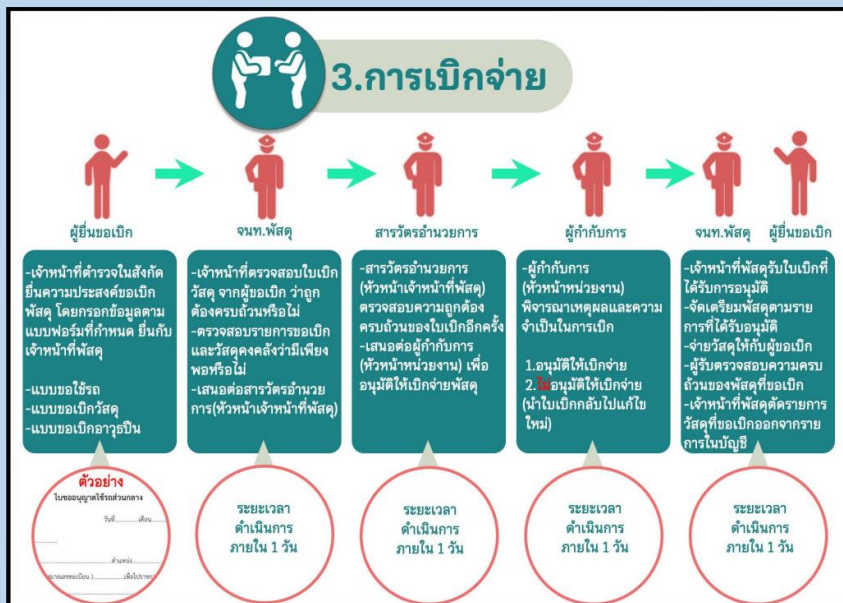 3.การเบิกจ่าย
ผู้ยื่นขอเบิก
จนท.พัสดุ
สารวัตรอำนวยการ
ผู้กำกับการ
จนท.พัสดุ
ผู้ยื่นขอเบิก
-เจ้าหน้าที่ตำรวจในสังกัด
ยื่นความประสงค์ขอเบิก
พัสดุ โดยกรอกข้อมูลตาม
แบบฟอร์มที่กำหนด ยื่นกับ
เจ้าหน้าที่พัสดุ
-แบบขอใช้รถ
-แบบขอเบิกวัสดุ
-แบบขอเบิกอาวุธปืน
-เจ้าหน้าที่ตรวจสอบใบเบิก
วัสดุ จากผู้ขอเบิก ว่าถูก
ต้องครบถ้วนหรือไม่
-ตรวจสอบรายการขอเบิก
และวัสดุคงคลังว่ามีเพียง
พอหรือไม่
-เสนอต่อสารวัตรอำนวย
การ(หัวหน้าเจ้าหน้าที่พัสดุ)
-สารวัตรอำนวยการ
(หัวหน้าเจ้าหน้าที่พัสดุ)
ตรวจสอบความถูกต้อง
ครบถ้วนของใบเบิกอีกครั้ง
-เสนอต่อผู้กำกับการ
(หัวหน้าหน่วยงาน) เพื่อ
อนุมัติให้เบิกจ่ายพัสดุ
-ผู้กำกับการ
(หัวหน้าหน่วยงาน)
พิจารณาเหตุผลและความ
จำเป็นในการเบิก
1.อนุมัติให้เบิกจ่าย
2.ไม่อนุมัติให้เบิกจ่าย
(นำใบเบิกกลับไปแก้ไข
ใหม่)
-เจ้าหน้าที่พัสดุรับใบเบิกที่
ได้รับการอนุมัติ
-จัดเตรียมพัสดุตามราย
การที่ได้รับอนุมัติ
-จ่ายวัสดุให้กับผู้ขอเบิก
-ผู้รับตรวจสอบความครบ
ถ้วนของพัสดุที่ขอเบิก
-เจ้าหน้าที่พัสดุตัดรายการ
วัสดุที่ขอเบิกออกจากราย
การในบัญชี
ตัวอย่าง
ใบขออนุญาตใช้รถส่วนกลาง
วันที่..........เดือน......
ตำแหน่ง
มายเลขทะเบียน )..............เพื่อไปราชก
ระยะเวลา
ดำเนินการ
ภายใน 1 วัน
ระยะเวลา
ดำเนินการ
ภายใน 1 วัน
ระยะเวลา
ดำเนินการ
ภายใน 1 วัน
ระยะเวลา
ดำเนินการ
ภายใน 1 วัน